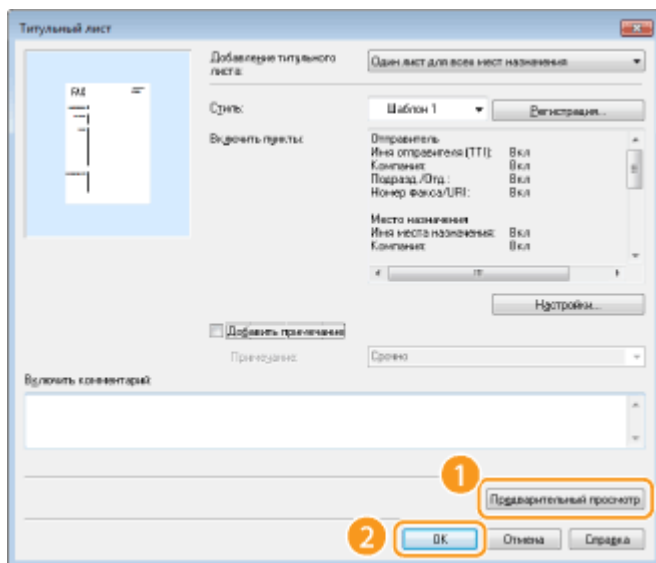 Титульный лист
FAX
Добавление титульного листа:
Один лист для всех мест назначения
Стиль:
Шаблон 1
Регистрация...
Включить пункты:
Отправитель
Имя отправителя (TTI): Вкл
Компания: Вкл
Подразд./Отд.: Вкл
Номер факса/URI: Вкл
Место назначения
Имя места назначения: Вкл
Компания: Вкл
Настройки...
Добавить примечание
Примечание:
Срочно
Включить комментарий:
1
Предварительный просмотр
2
OK
Отмена
Справка